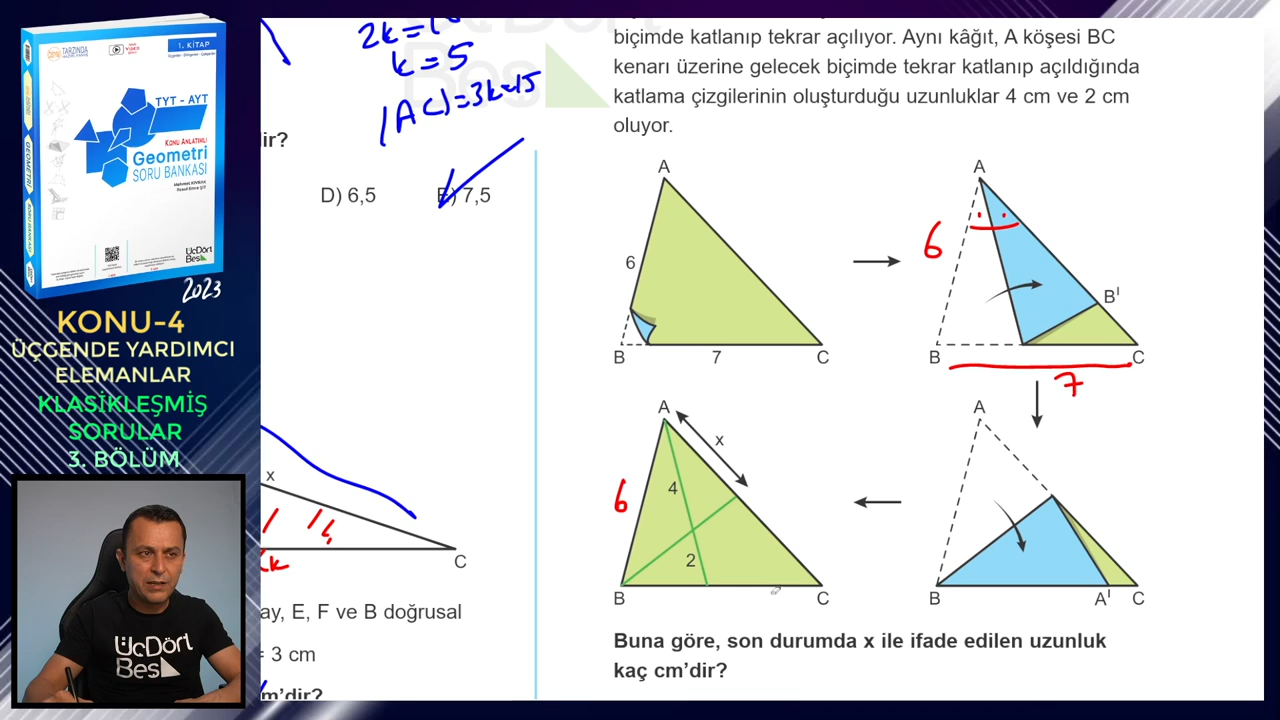 TARZINDA
1. KİTAP
TYT - AYT
KONU ANLATIMLI
Geometri
SORU BANKASI
ÜçDört
Beş
2023
KONU-4
ÜÇGENDE YARDIMCI
ELEMANLAR
KLASİKLEŞMİŞ
SORULAR
3. BÖLÜM
ÜçDört
Beş
k = 5
|AC|=3k=15
Beş
ir?
D) 6,5
E) 7,5
x
C
ay, E, F ve B doğrusal
= 3 cm
m'dir?
biçimde katlanıp tekrar açılıyor. Aynı kâğıt, A köşesi BC
kenarı üzerine gelecek biçimde tekrar katlanıp açıldığında
katlama çizgilerinin oluşturduğu uzunluklar 4 cm ve 2 cm
oluyor.
A
6
B
7
C
A
6
B'
B
C
7
A
x
6
4
2
B
C
A
B
A'
C
Buna göre, son durumda x ile ifade edilen uzunluk
kaç cm'dir?